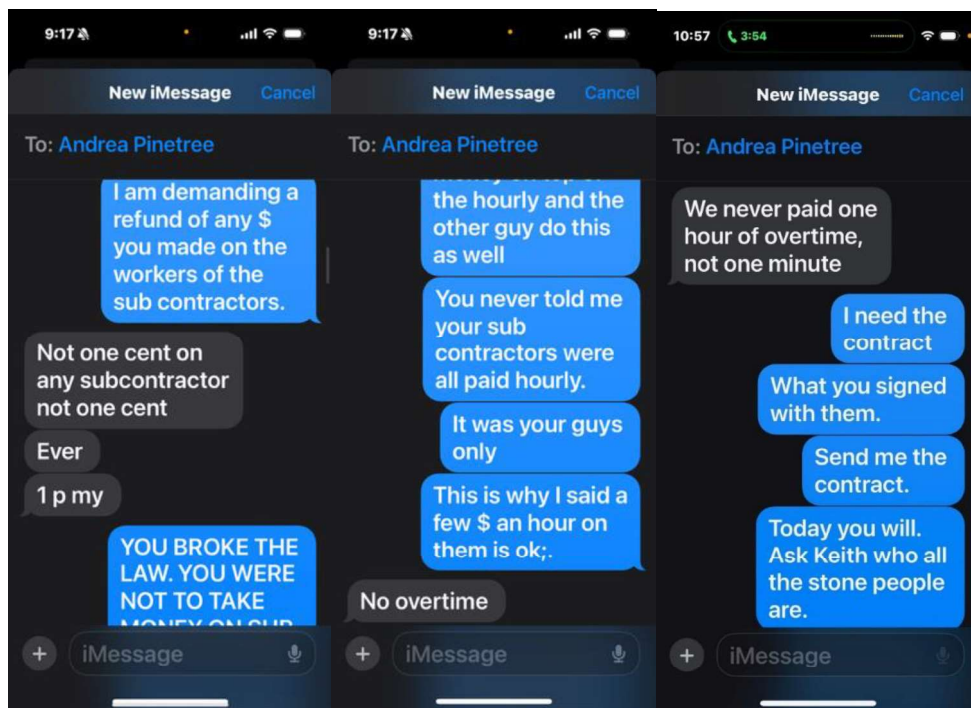 9:17
New iMessage
Cancel
To: Andrea Pinetree
I am demanding a
refund of any $
you made on the
workers of the
sub contractors.
Not one cent on
any subcontractor
not one cent
Ever
1 p my
YOU BROKE THE
LAW. YOU WERE
NOT TO TAKE
MONEY ON SUB
iMessage
9:17
New iMessage
Cancel
To: Andrea Pinetree
money on top of
the hourly and the
other guy do this
as well
You never told me
your sub
contractors were
all paid hourly.
It was your guys
only
This is why I said a
few $ an hour on
them is ok;.
No overtime
iMessage
10:57
3:54
New iMessage
Cancel
To: Andrea Pinetree
We never paid one
hour of overtime,
not one minute
I need the
contract
What you signed
with them.
Send me the
contract.
Today you will.
Ask Keith who all
the stone people
are.
iMessage